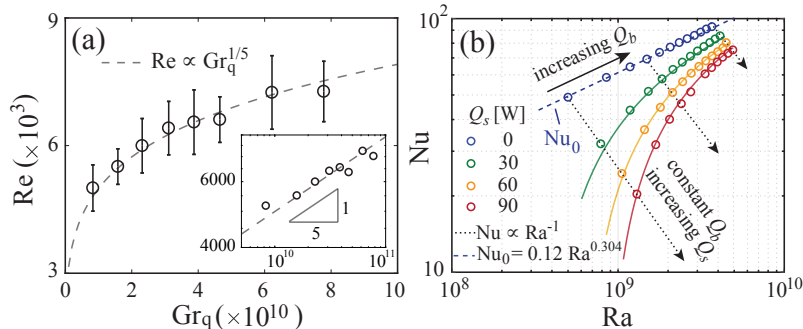 (a)
Re ∝ Gr_q^{1/5}
9
6
3
Re (×10^3)
0
2
4
6
8
10
Gr_q (×10^{10})
6000
4000
10^{10}
10^{11}
5
1
(b)
increasing Q_b
Q_s [W]
0
30
60
90
Nu_0
constant Q_b
increasing Q_s
Nu ∝ Ra^{-1}
Nu_0 = 0.12 Ra^{0.304}
10^2
10
Nu
10^8
10^9
10^{10}
Ra